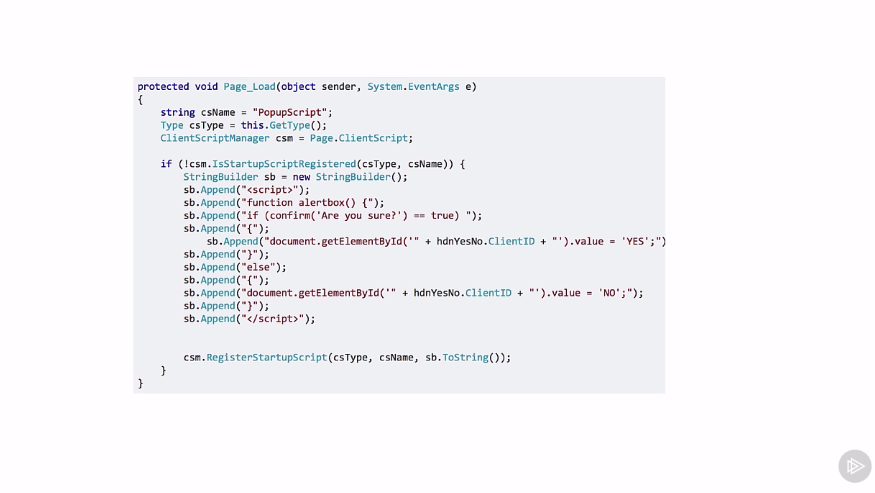 protected void Page_Load(object sender, System.EventArgs e)
{
    string csName = "PopupScript";
    Type csType = this.GetType();
    ClientScriptManager csm = Page.ClientScript;

    if (!csm.IsStartupScriptRegistered(csType, csName)) {
        StringBuilder sb = new StringBuilder();
        sb.Append("<script>");
        sb.Append("function alertbox() {");
        sb.Append("if (confirm('Are you sure?') == true) ");
        sb.Append("{");
            sb.Append("document.getElementById('" + hdnYesNo.ClientID + "').value = 'YES';")
        sb.Append("}");
        sb.Append("else");
        sb.Append("{");
        sb.Append("document.getElementById('" + hdnYesNo.ClientID + "').value = 'NO';");
        sb.Append("}");
        sb.Append("</script>");

        csm.RegisterStartupScript(csType, csName, sb.ToString());
    }
}